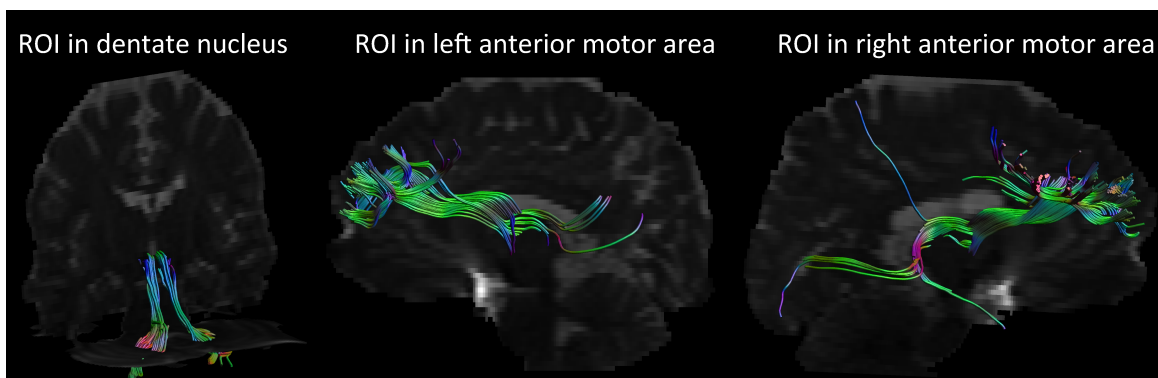 ROI in dentate nucleus
ROI in left anterior motor area
ROI in right anterior motor area